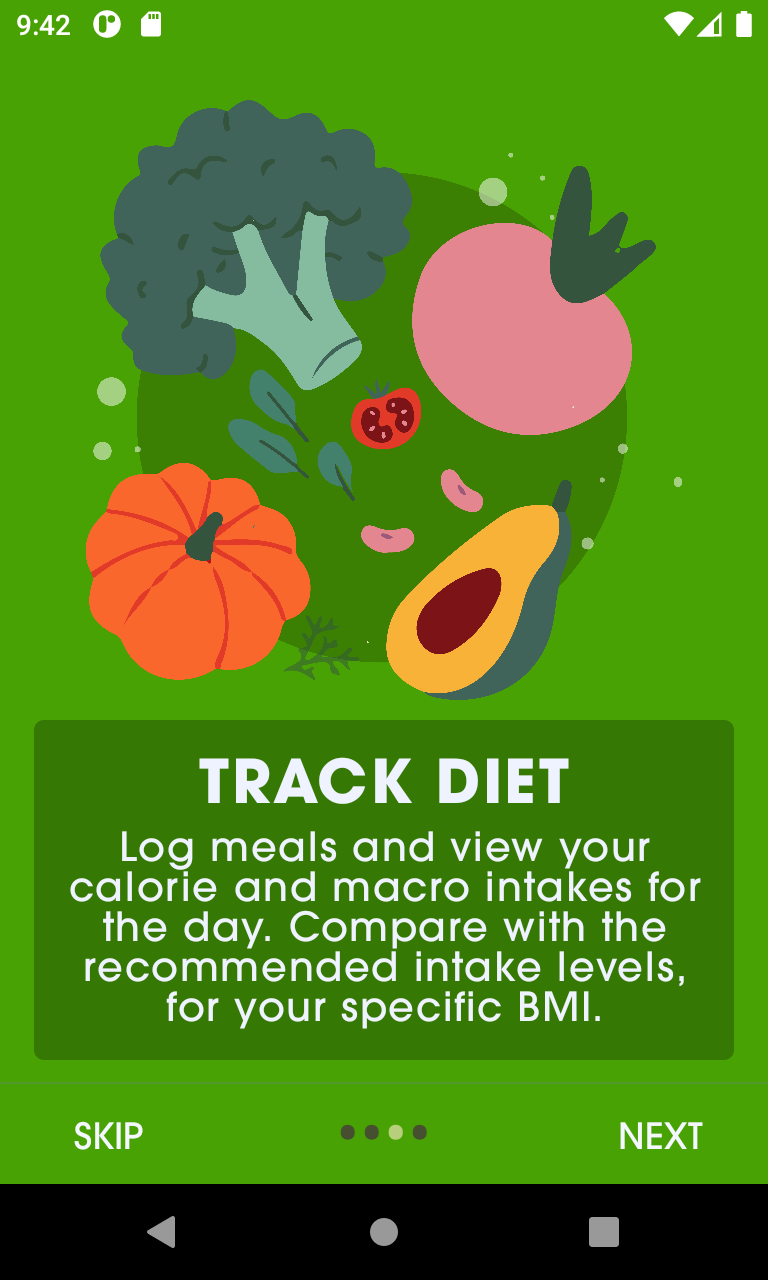 9:42
TRACK DIET
Log meals and view your
calorie and macro intakes for
the day. Compare with the
recommended intake levels,
for your specific BMI.
SKIP
NEXT